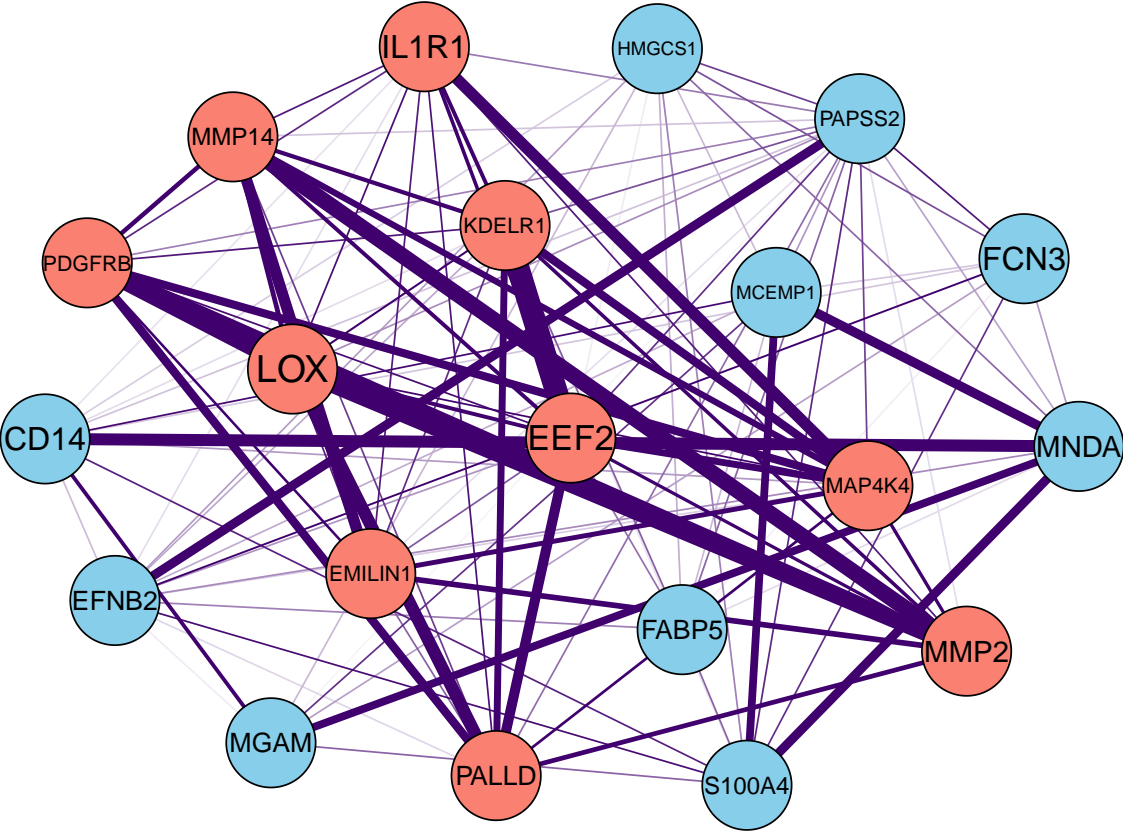 IL1R1
HMGCS1
PAPSS2
MMP14
KDELR1
PDGFRB
FCN3
MCEMP1
LOX
CD14
EEF2
MNDA
MAP4K4
EMILIN1
EFNB2
FABP5
MMP2
MGAM
PALLD
S100A4